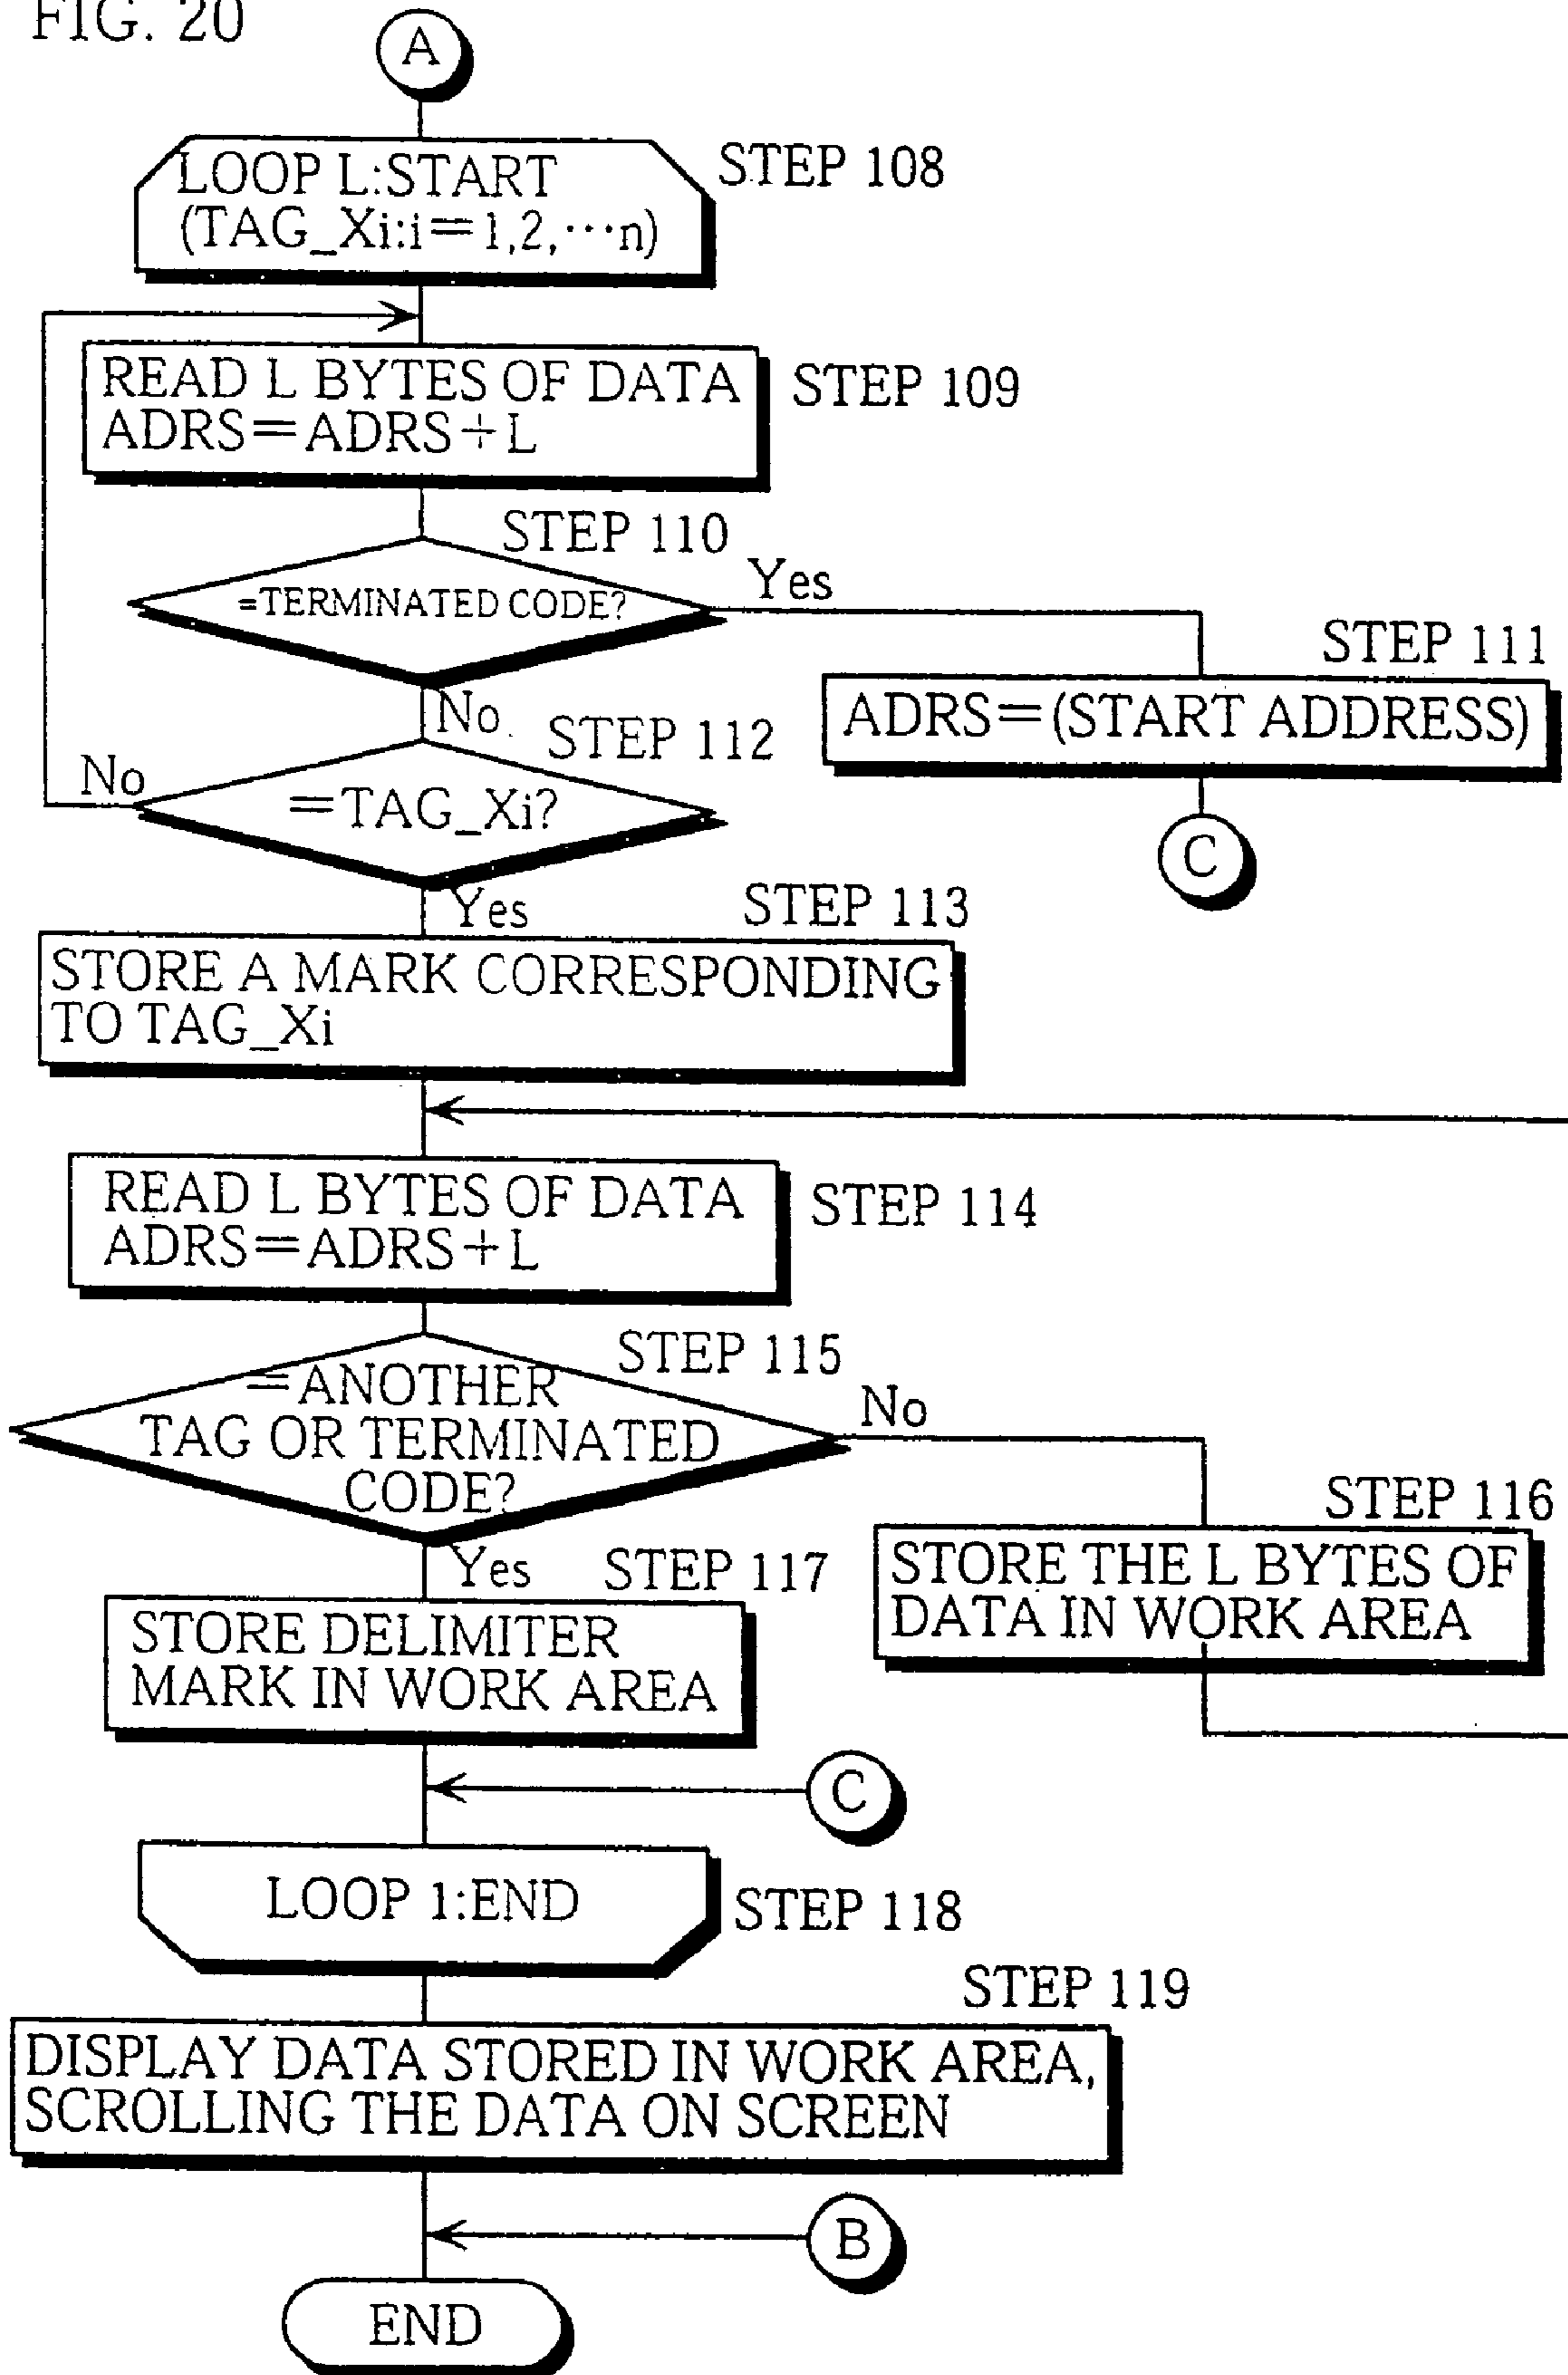 FIG. 20
A
LOOP L:START
(TAG_Xi:i=1,2,···n)
STEP 108
READ L BYTES OF DATA
ADRS=ADRS+L
STEP 109
STEP 110
=TERMINATED CODE?
Yes
STEP 111
ADRS=(START ADDRESS)
C
No
STEP 112
=TAG_Xi?
No
Yes
STEP 113
STORE A MARK CORRESPONDING
TO TAG_Xi
READ L BYTES OF DATA
ADRS=ADRS+L
STEP 114
STEP 115
=ANOTHER
TAG OR TERMINATED
CODE?
No
STEP 116
STORE THE L BYTES OF
DATA IN WORK AREA
Yes
STEP 117
STORE DELIMITER
MARK IN WORK AREA
C
LOOP 1:END
STEP 118
STEP 119
DISPLAY DATA STORED IN WORK AREA,
SCROLLING THE DATA ON SCREEN
B
END